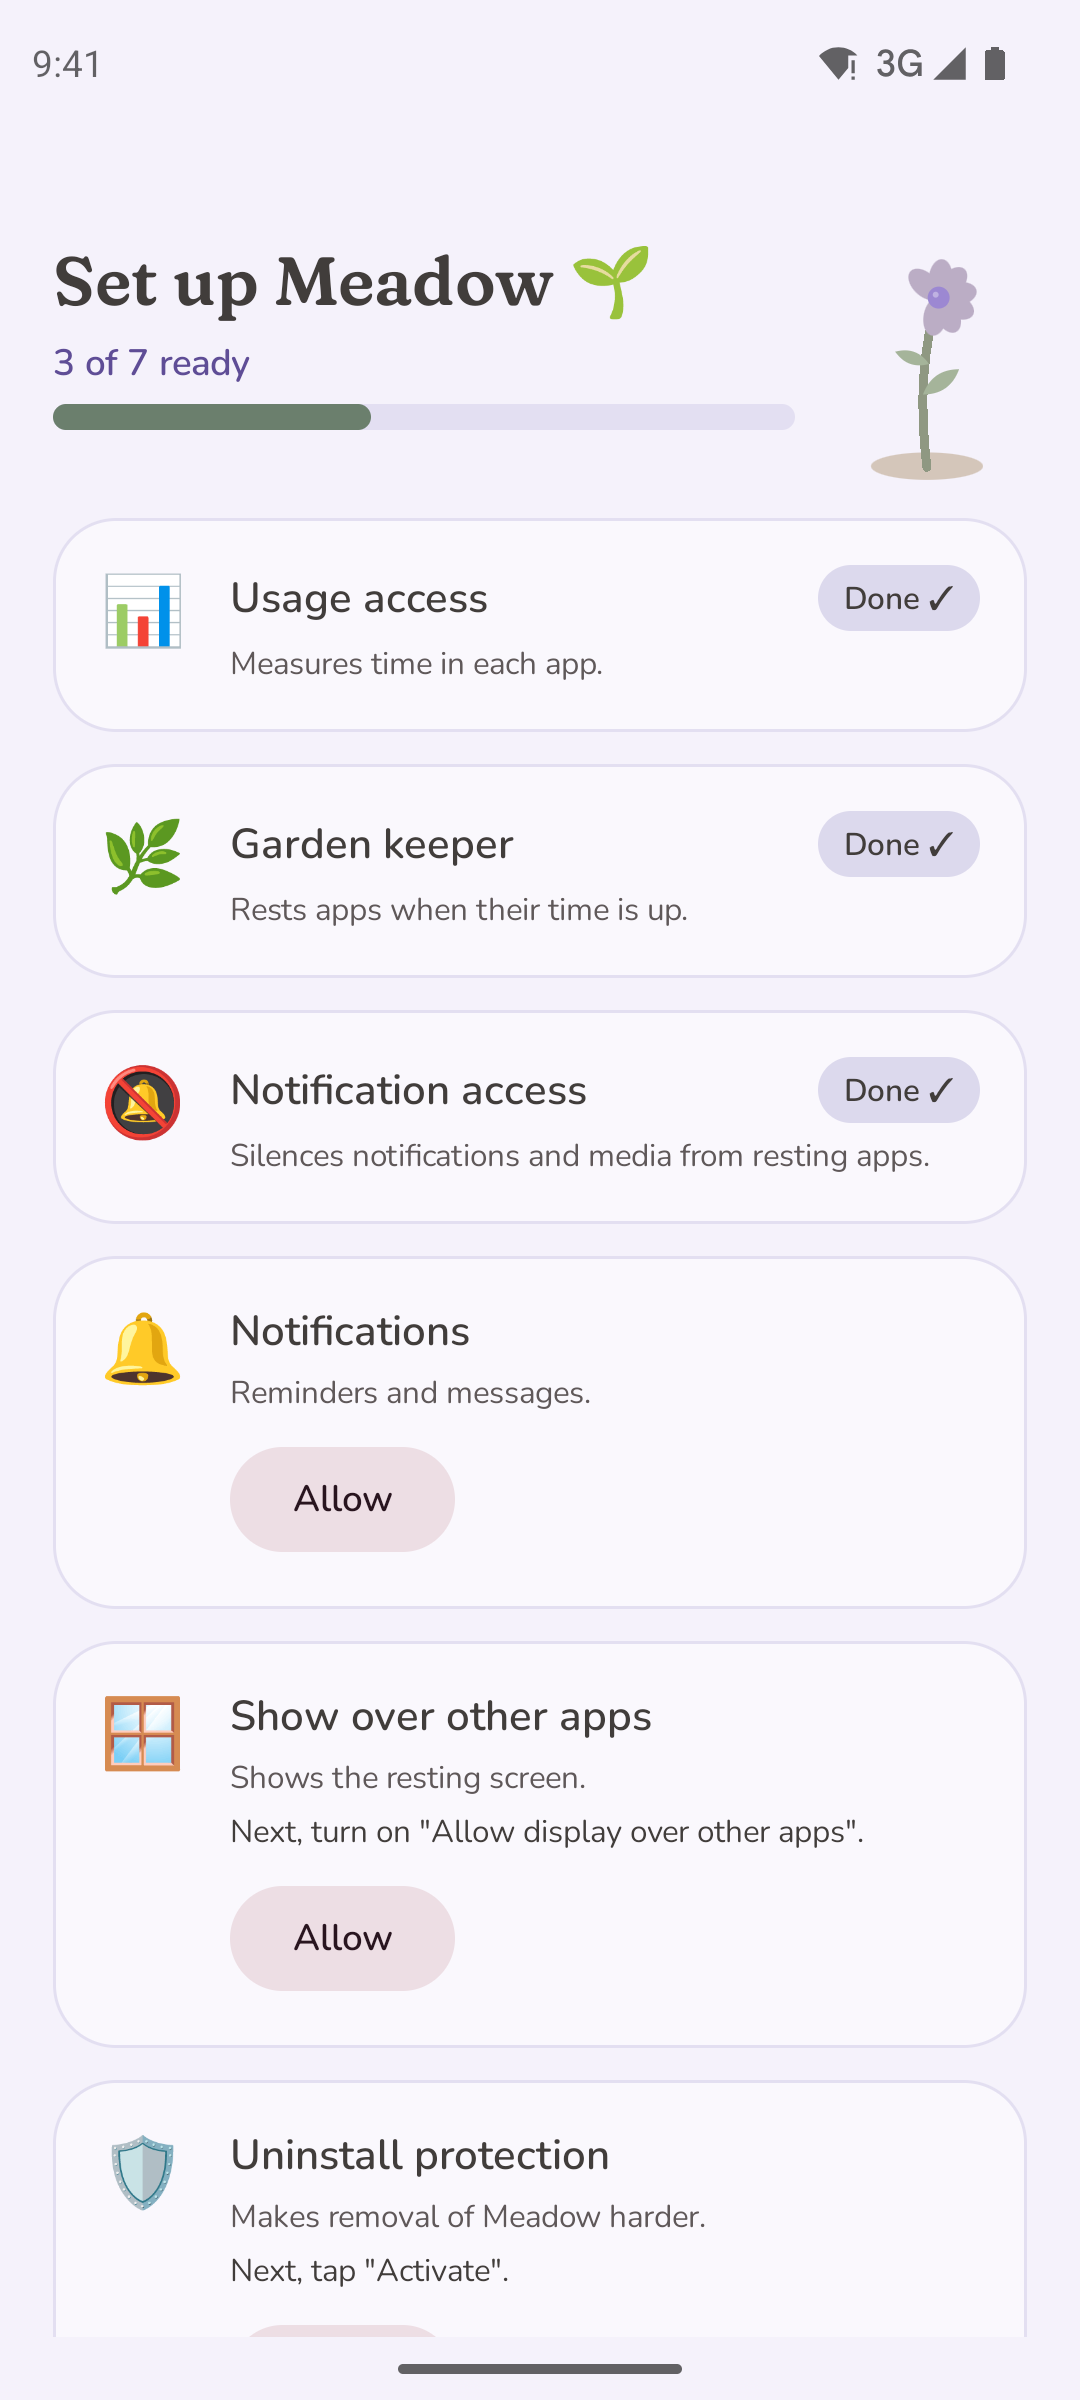 9:41
3G
Set up Meadow
3 of 7 ready
Usage access
Done ✓
Measures time in each app.
Garden keeper
Done ✓
Rests apps when their time is up.
Notification access
Done ✓
Silences notifications and media from resting apps.
Notifications
Reminders and messages.
Allow
Show over other apps
Shows the resting screen.
Next, turn on "Allow display over other apps".
Allow
Uninstall protection
Makes removal of Meadow harder.
Next, tap "Activate".